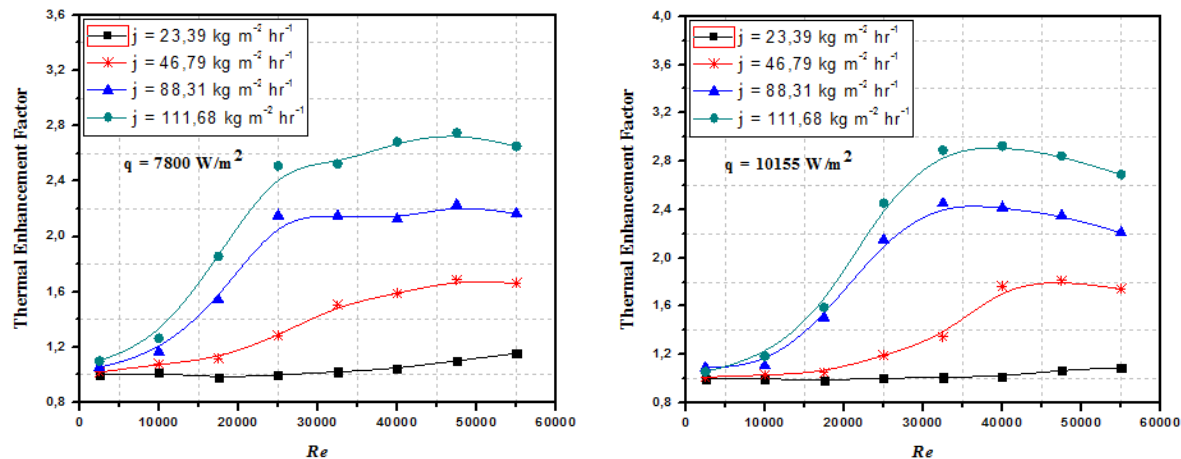 3,6
3,2
2,8
2,4
2,0
1,6
1,2
0,8
Thermal Enhancement Factor
j = 23,39 kg m⁻² hr⁻¹
j = 46,79 kg m⁻² hr⁻¹
j = 88,31 kg m⁻² hr⁻¹
j = 111,68 kg m⁻² hr⁻¹
q = 7800 W/m²
0 10000 20000 30000 40000 50000 60000
Re
4,0
3,6
3,2
2,8
2,4
2,0
1,6
1,2
0,8
Thermal Enhancement Factor
j = 23,39 kg m⁻² hr⁻¹
j = 46,79 kg m⁻² hr⁻¹
j = 88,31 kg m⁻² hr⁻¹
j = 111,68 kg m⁻² hr⁻¹
q = 10155 W/m²
0 10000 20000 30000 40000 50000 60000
Re